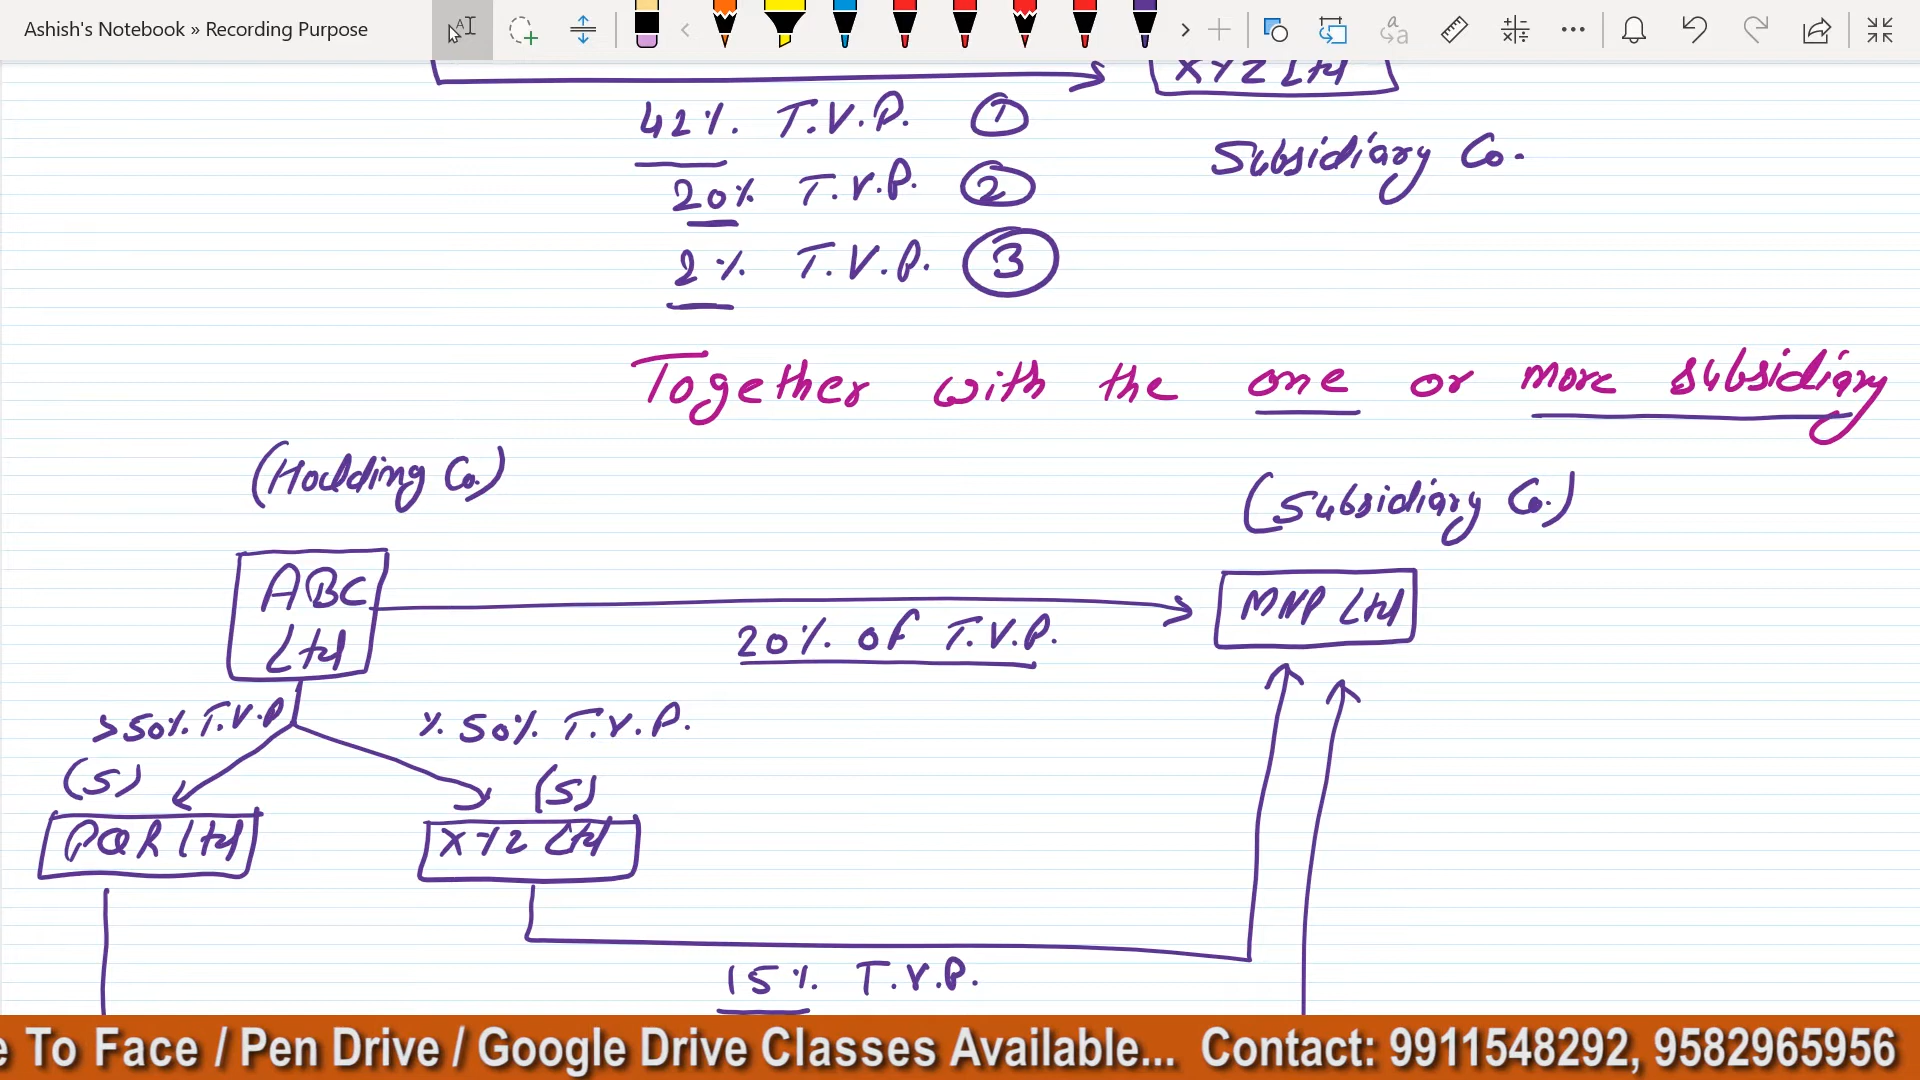 Ashish's Notebook » Recording Purpose
XYZ Ltd
42% T.V.P. 1
Subsidiary Co.
20% T.V.P. 2
2% T.V.P. 3
Together with the one or more subsidiary
(Houlding Co.)
(Subsidiary Co.)
ABC
Ltd
MNP Ltd
20% of T.V.P.
>50% T.V.P
% 50% T.V.P.
(S)
(S)
PQR Ltd
XYZ Ltd
15% T.V.P.
e To Face / Pen Drive / Google Drive Classes Available... Contact: 9911548292, 9582965956